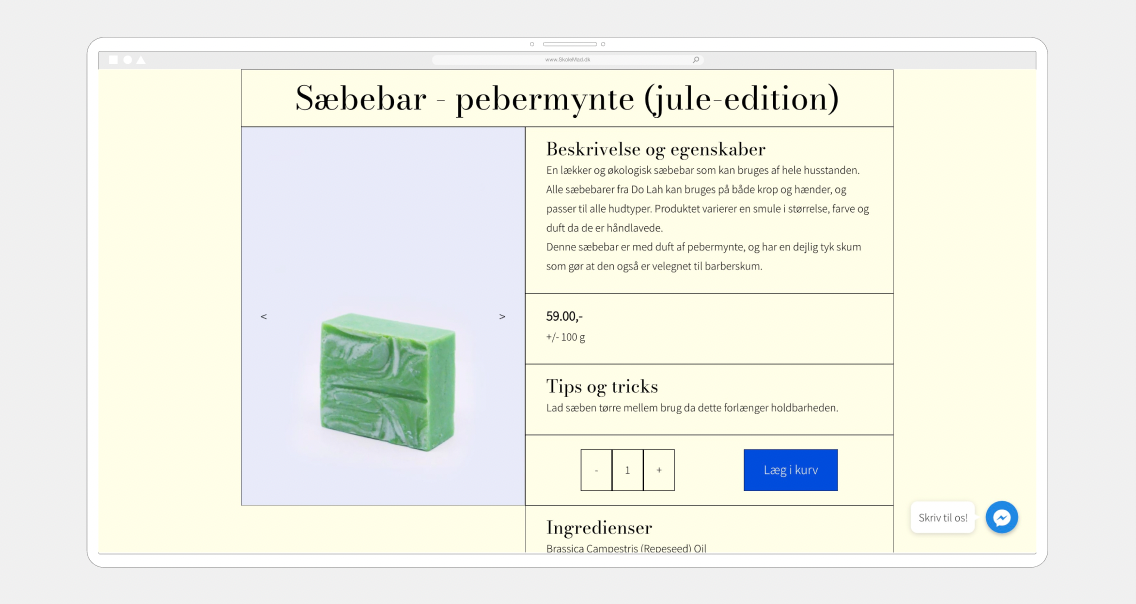 www.SkoleMad.dk
Sæbebar - pebermynte (jule-edition)
<
>
Beskrivelse og egenskaber
En lækker og økologisk sæbebar som kan bruges af hele husstanden.
Alle sæbebarer fra Do Lah kan bruges på både krop og hænder, og
passer til alle hudtyper. Produktet varierer en smule i størrelse, farve og
duft da de er håndlavede.
Denne sæbebar er med duft af pebermynte, og har en dejlig tyk skum
som gør at den også er velegnet til barberskum.
59.00,-
+/- 100 g
Tips og tricks
Lad sæben tørre mellem brug da dette forlænger holdbarheden.
- 1 + Læg i kurv
Skriv til os!
Ingredienser
Brassica Campestris (Repeseed) Oil